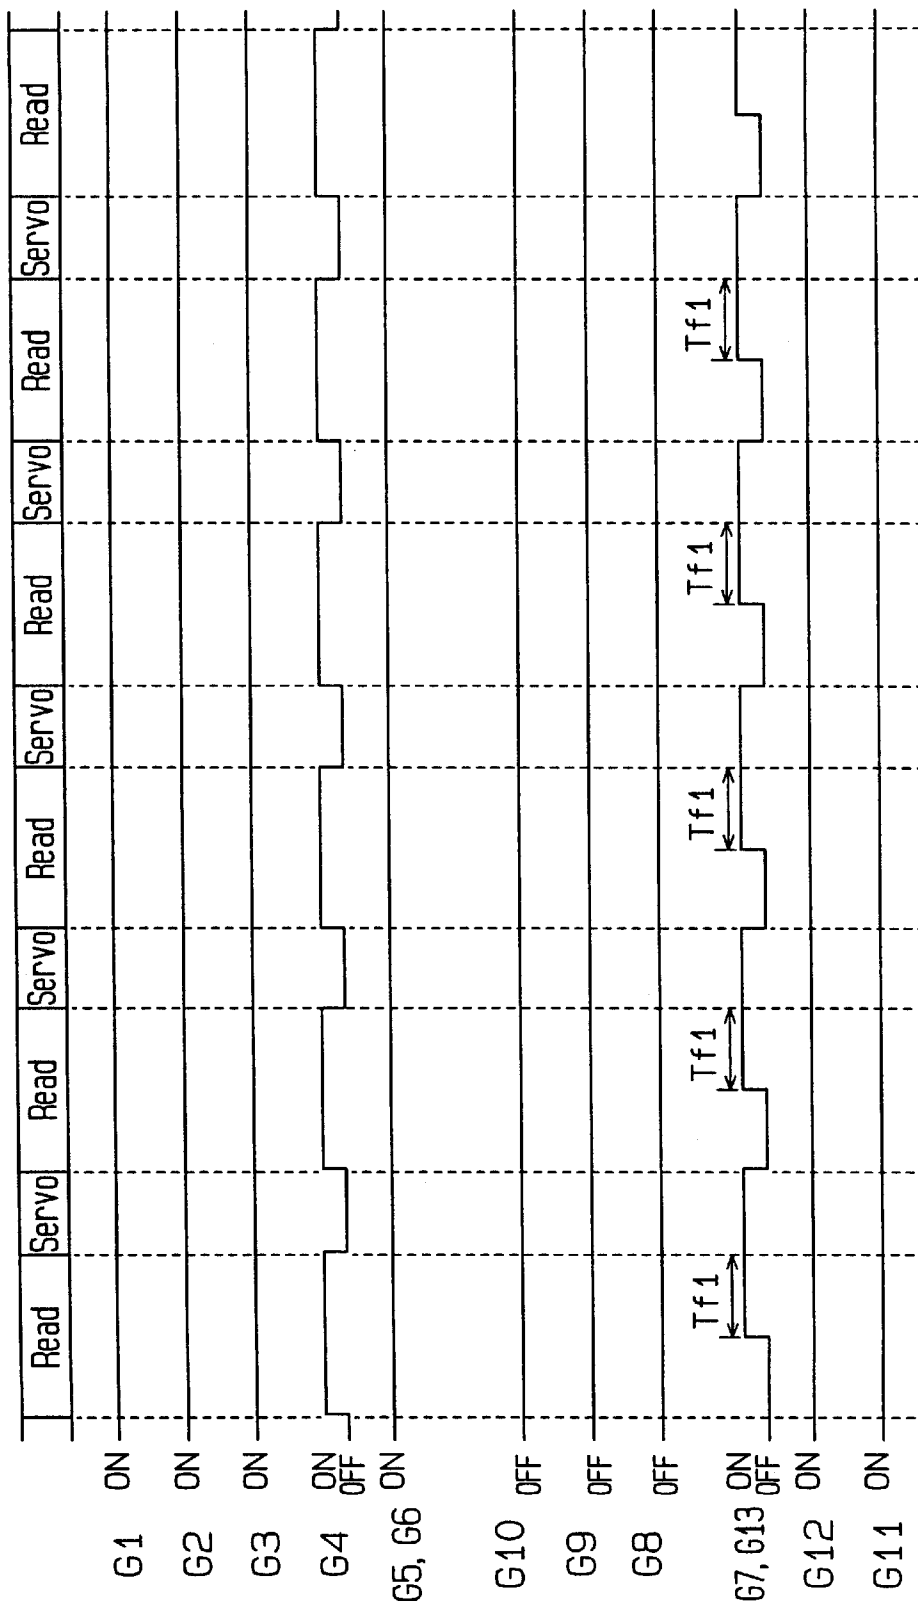 Read Servo Read Servo Read Servo Read Servo Read Servo Read
G1 ON
G2 ON
G3 ON
G4 ON OFF
G5, G6 ON
G10 OFF
G9 OFF
G8 OFF
Tf1 Tf1 Tf1 Tf1 Tf1
G7, G13 ON OFF
G12 ON
G11 ON